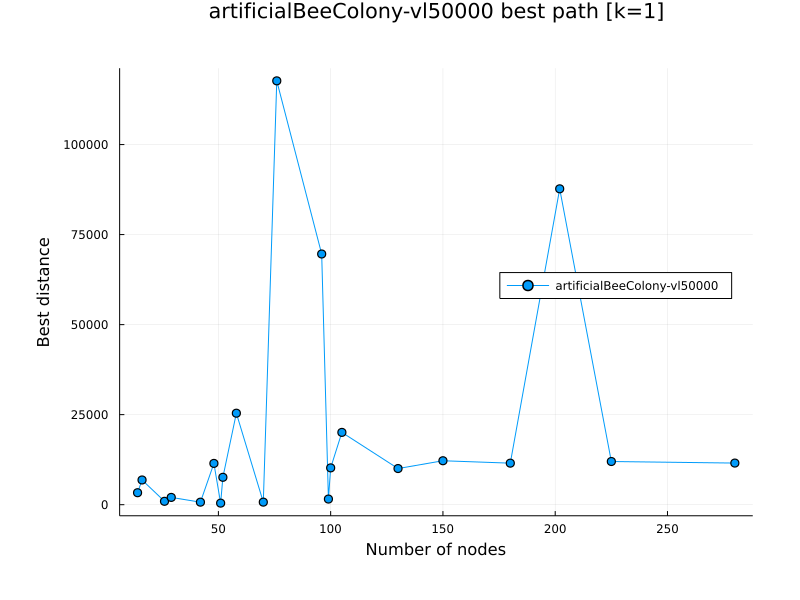 artificialBeeColony-vl50000 best path [k=1]
100000
75000
50000
25000
0
Best distance
artificialBeeColony-vl50000
50
100
150
200
250
Number of nodes